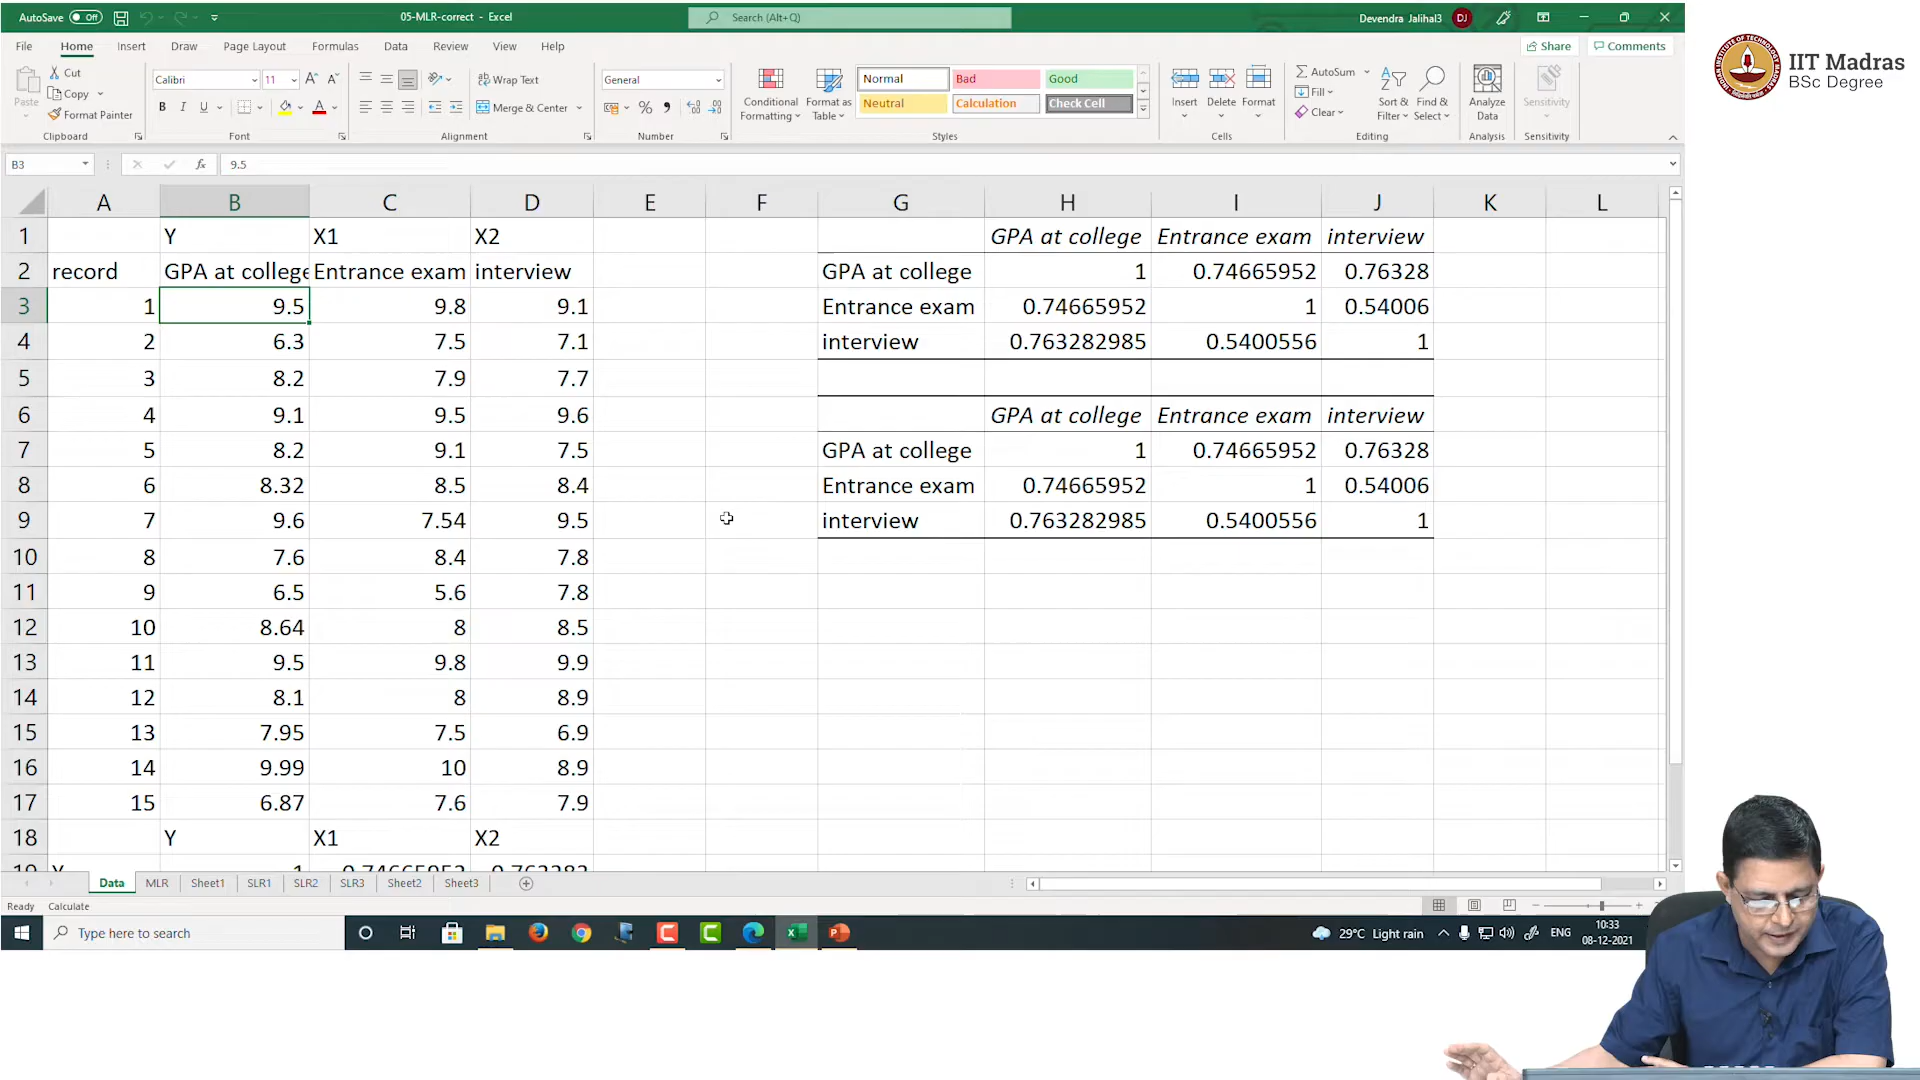 AutoSave Off 05-MLR-correct - Excel Search (Alt+Q) Devendra Jalihal3 DJ
File Home Insert Draw Page Layout Formulas Data Review View Help Share Comments
Paste Cut Copy Format Painter Clipboard
Calibri 11 B I U Font
Wrap Text Merge & Center Alignment
General % Number
Conditional Formatting Format as Table
Normal Bad Good
Neutral Calculation Check Cell
Styles
Insert Delete Format Cells
AutoSum Fill Clear Sort & Filter Find & Select Editing
Analyze Data Analysis
Sensitivity Sensitivity
IIT Madras
BSc Degree
B3 fx 9.5
A B C D E F G H I J K L
1 Y X1 X2 GPA at college Entrance exam interview
2 record GPA at college Entrance exam interview GPA at college 1 0.74665952 0.76328
3 1 9.5 9.8 9.1 Entrance exam 0.74665952 1 0.54006
4 2 6.3 7.5 7.1 interview 0.763282985 0.5400556 1
5 3 8.2 7.9 7.7
6 4 9.1 9.5 9.6 GPA at college Entrance exam interview
7 5 8.2 9.1 7.5 GPA at college 1 0.74665952 0.76328
8 6 8.32 8.5 8.4 Entrance exam 0.74665952 1 0.54006
9 7 9.6 7.54 9.5 interview 0.763282985 0.5400556 1
10 8 7.6 8.4 7.8
11 9 6.5 5.6 7.8
12 10 8.64 8 8.5
13 11 9.5 9.8 9.9
14 12 8.1 8 8.9
15 13 7.95 7.5 6.9
16 14 9.99 10 8.9
17 15 6.87 7.6 7.9
18 Y X1 X2
Data MLR Sheet1 SLR1 SLR2 SLR3 Sheet2 Sheet3
Ready Calculate
Type here to search 29°C Light rain ENG 10:33
08-12-2021